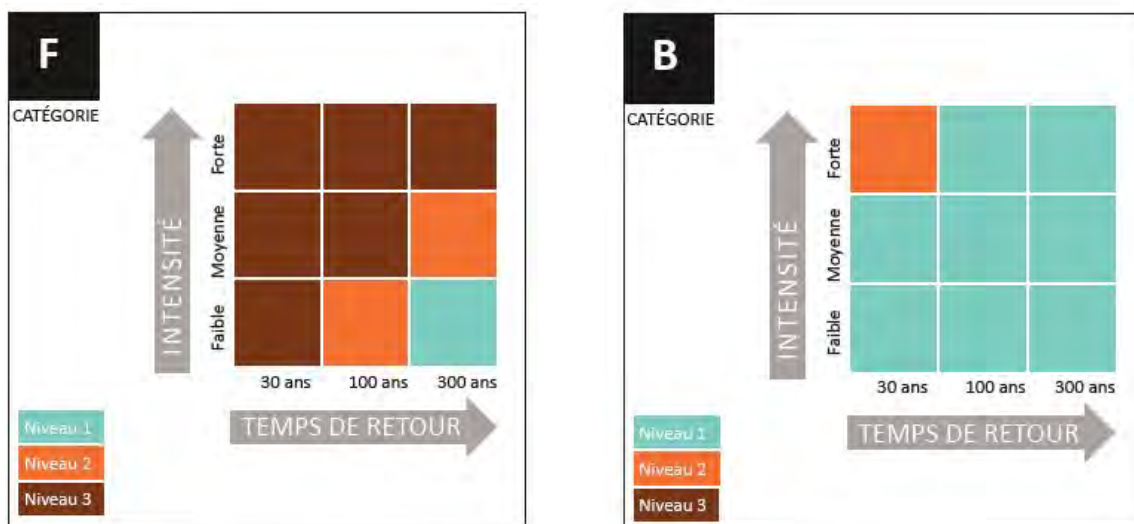 F
CATÉGORIE
INTENSITÉ
Forte
Moyenne
Faible
30 ans 100 ans 300 ans
TEMPS DE RETOUR
Niveau 1
Niveau 2
Niveau 3
B
CATÉGORIE
INTENSITÉ
Forte
Moyenne
Faible
30 ans 100 ans 300 ans
TEMPS DE RETOUR
Niveau 1
Niveau 2
Niveau 3